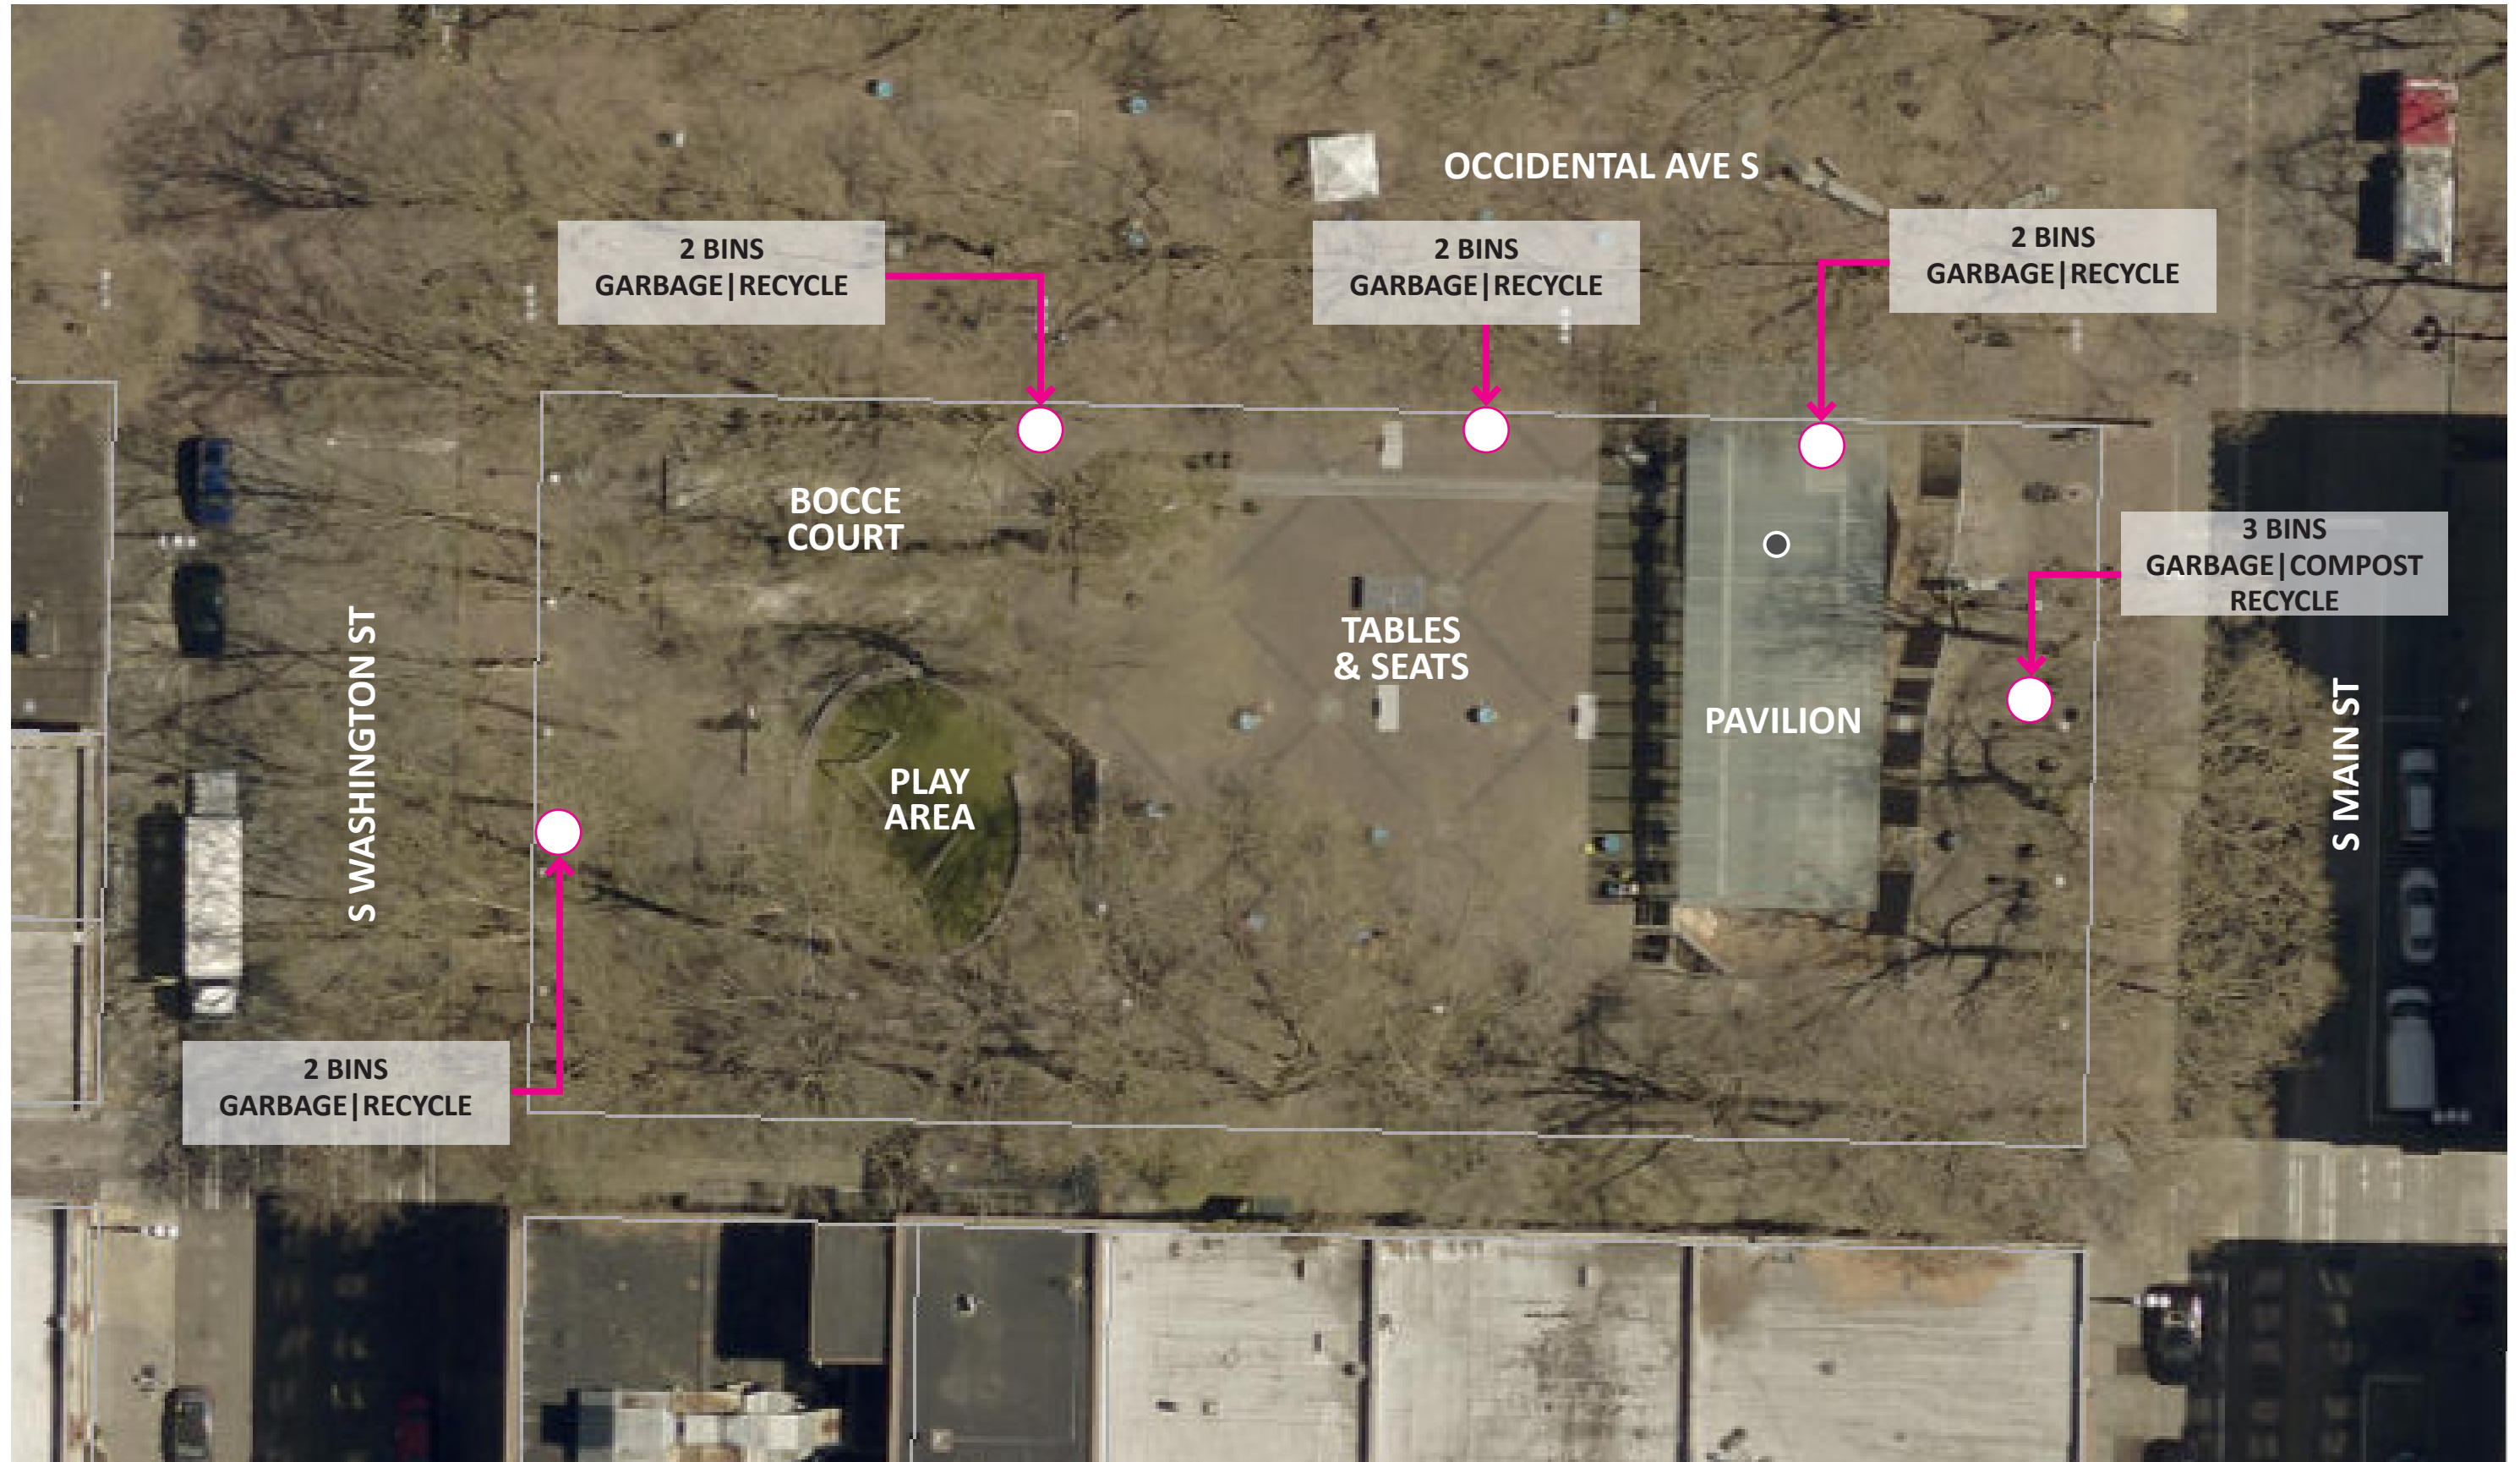 OCCIDENTAL AVE S
2 BINS
GARBAGE|RECYCLE
2 BINS
GARBAGE|RECYCLE
2 BINS
GARBAGE|RECYCLE
BOCCE
COURT
3 BINS
GARBAGE|COMPOST
RECYCLE
TABLES
& SEATS
S WASHINGTON ST
PAVILION
S MAIN ST
PLAY
AREA
2 BINS
GARBAGE|RECYCLE